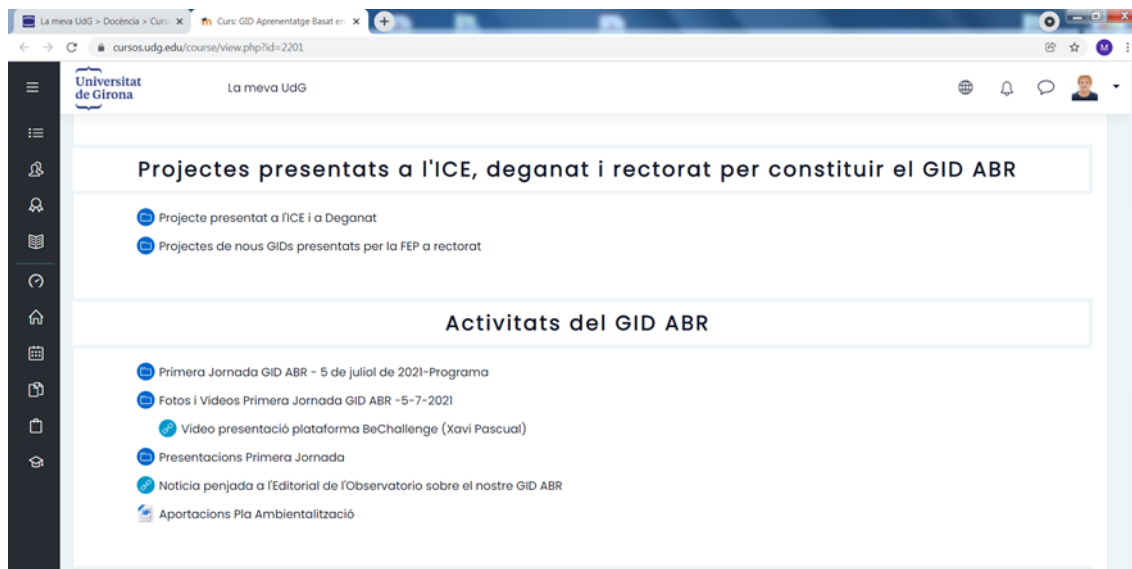 La meva UdG > Docència > Curs
Curs: GID Aprenentatge Basat en
cursos.udg.edu/course/view.php?id=2201
M
Universitat
de Girona
La meva UdG
Projectes presentats a l'ICE, deganat i rectorat per constituir el GID ABR
Projecte presentat a l'ICE i a Deganat
Projectes de nous GIDs presentats per la FEP a rectorat
Activitats del GID ABR
Primera Jornada GID ABR - 5 de juliol de 2021-Programa
Fotos i Vídeos Primera Jornada GID ABR -5-7-2021
Vídeo presentació plataforma BeChallenge (Xavi Pascual)
Presentacions Primera Jornada
Notícia penjada a l'Editorial de l'Observatorio sobre el nostre GID ABR
Aportacions Pla Ambientalització